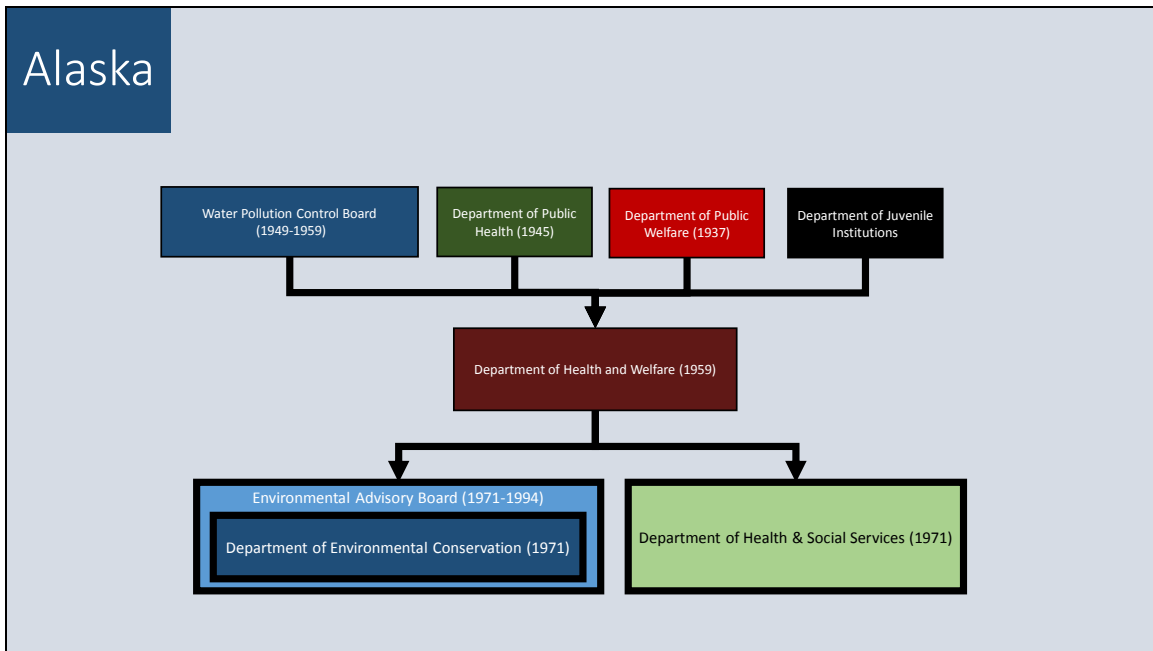 Alaska
Water Pollution Control Board
(1949-1959)
Department of Public
Health (1945)
Department of Public
Welfare (1937)
Department of Juvenile
Institutions
Department of Health and Welfare (1959)
Environmental Advisory Board (1971-1994)
Department of Environmental Conservation (1971)
Department of Health & Social Services (1971)